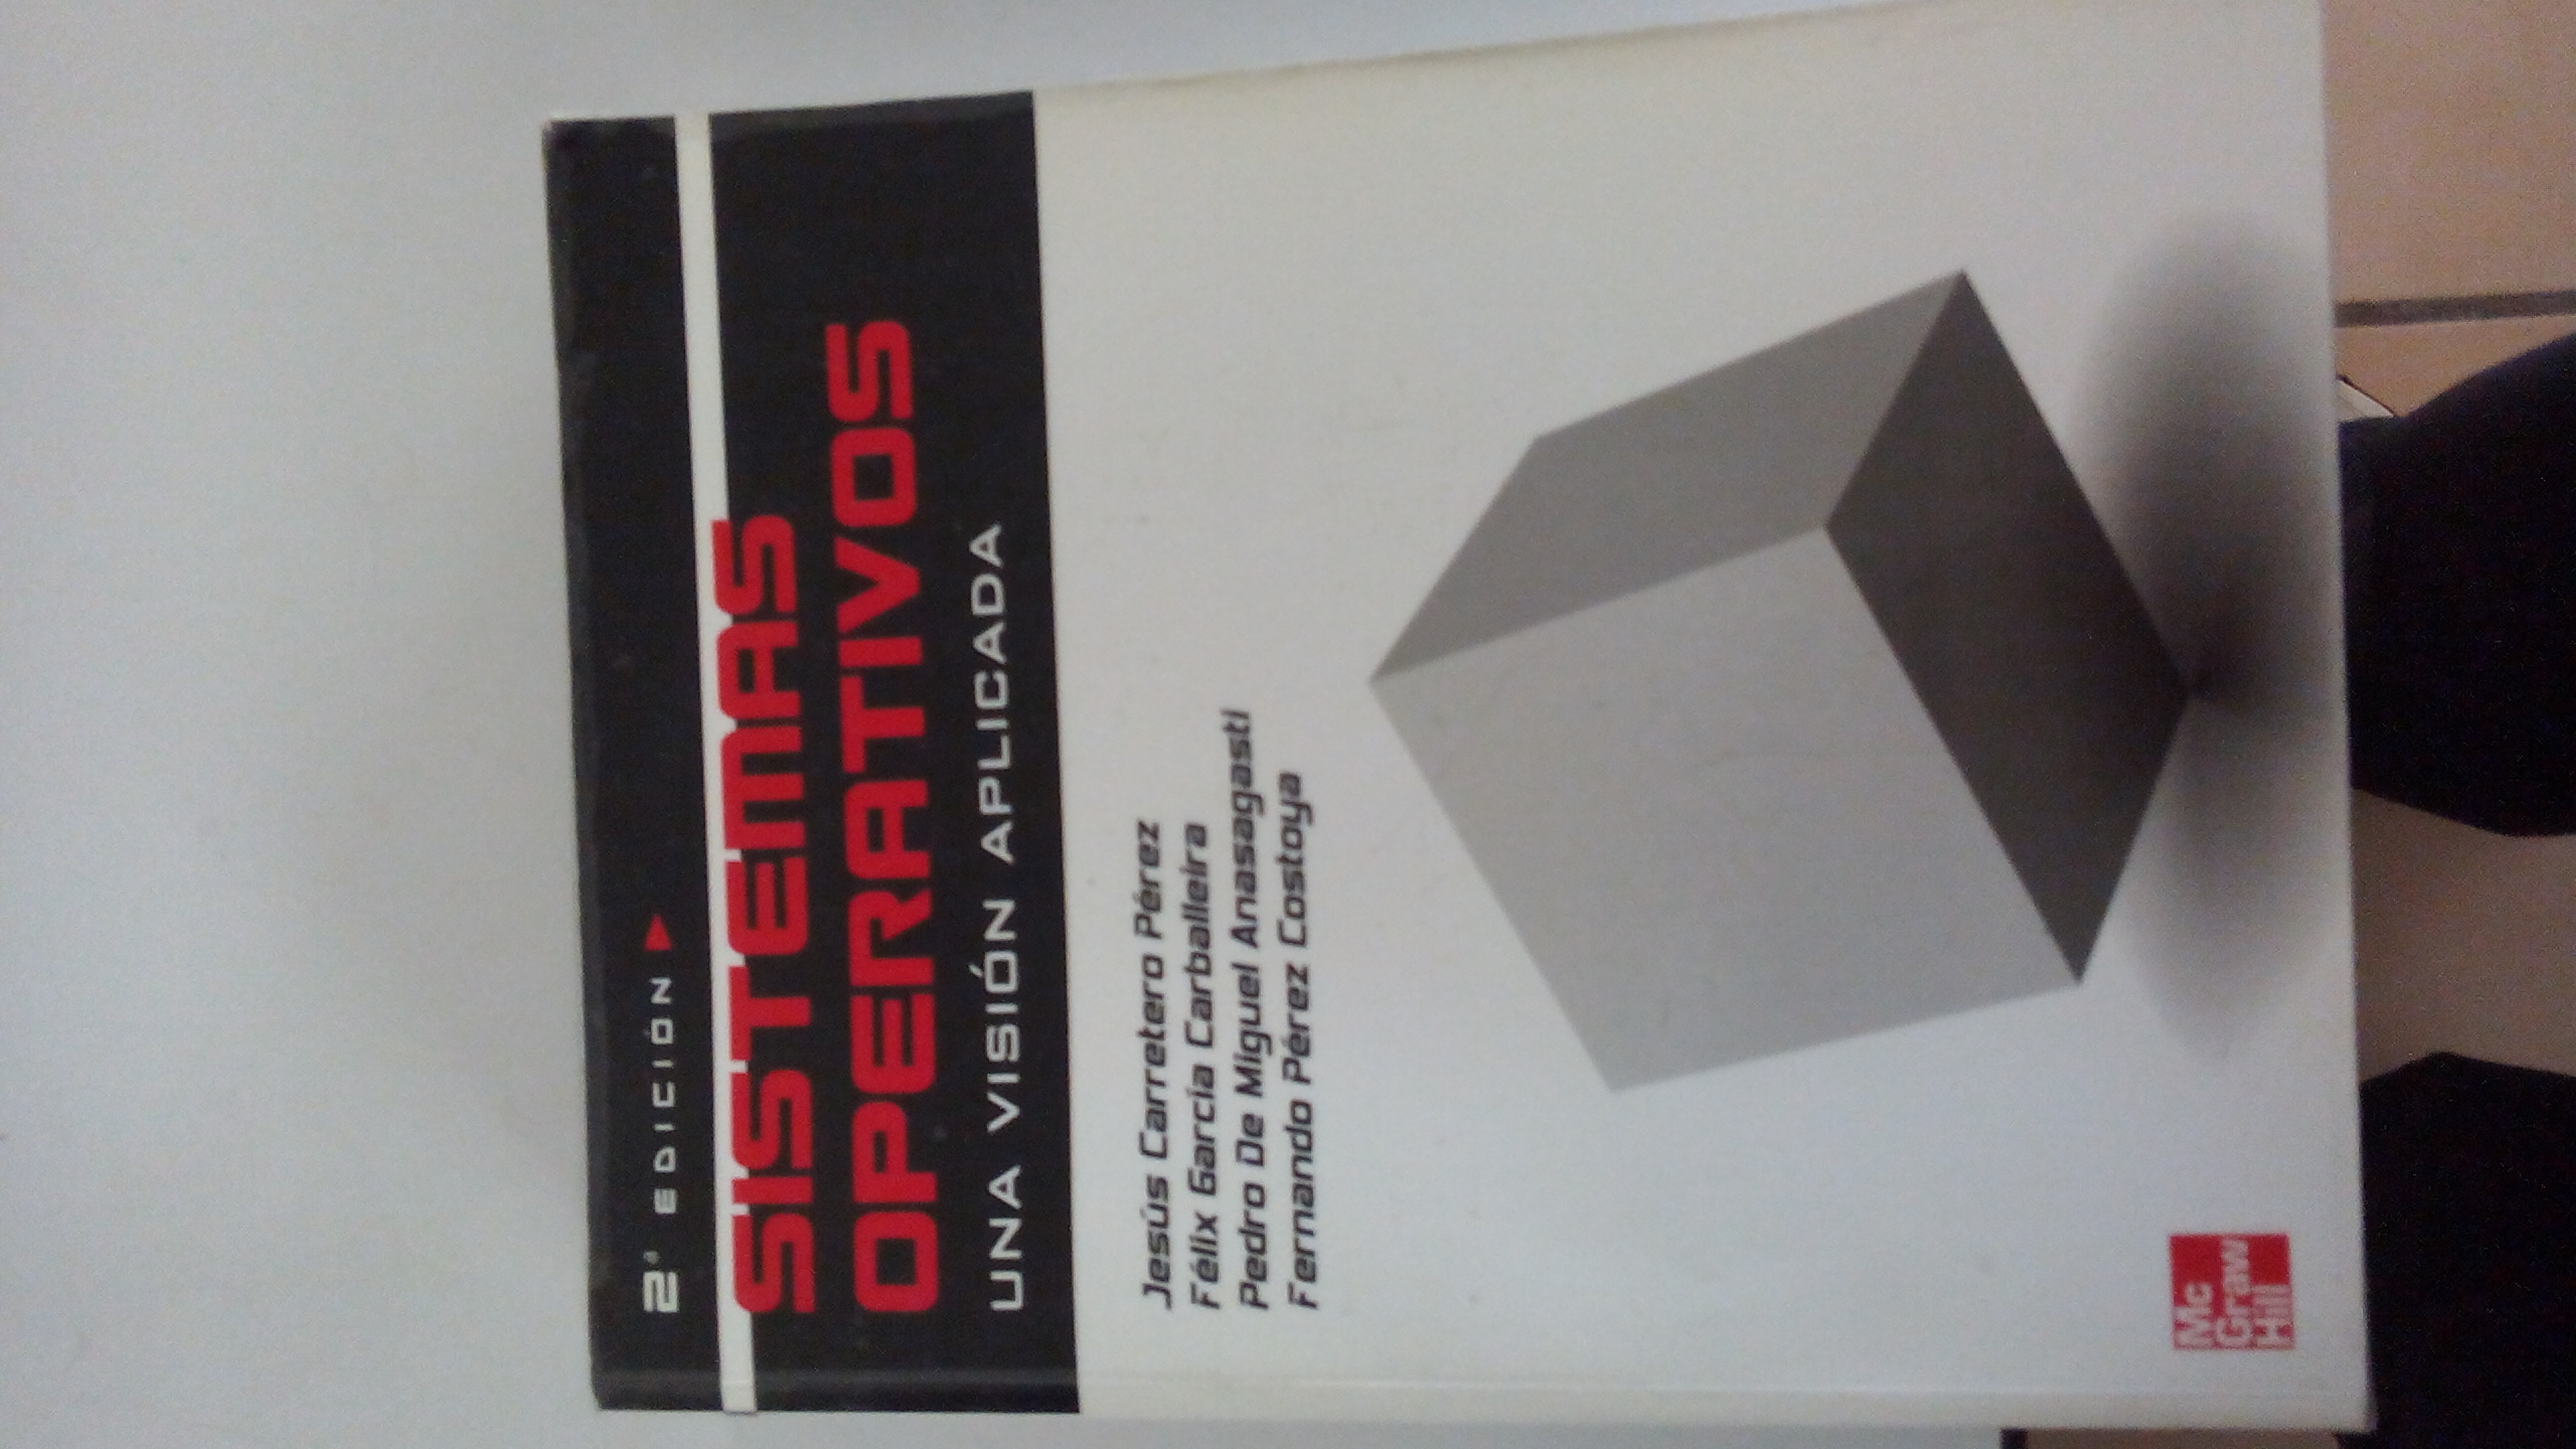 2ª EDICIÓN
SISTEMAS
OPERATIVOS
UNA VISIÓN APLICADA
Jesús Carretero Pérez
Félix García Carballeira
Pedro De Miguel Anasagasti
Fernando Pérez Costoya
Mc
Graw
Hill